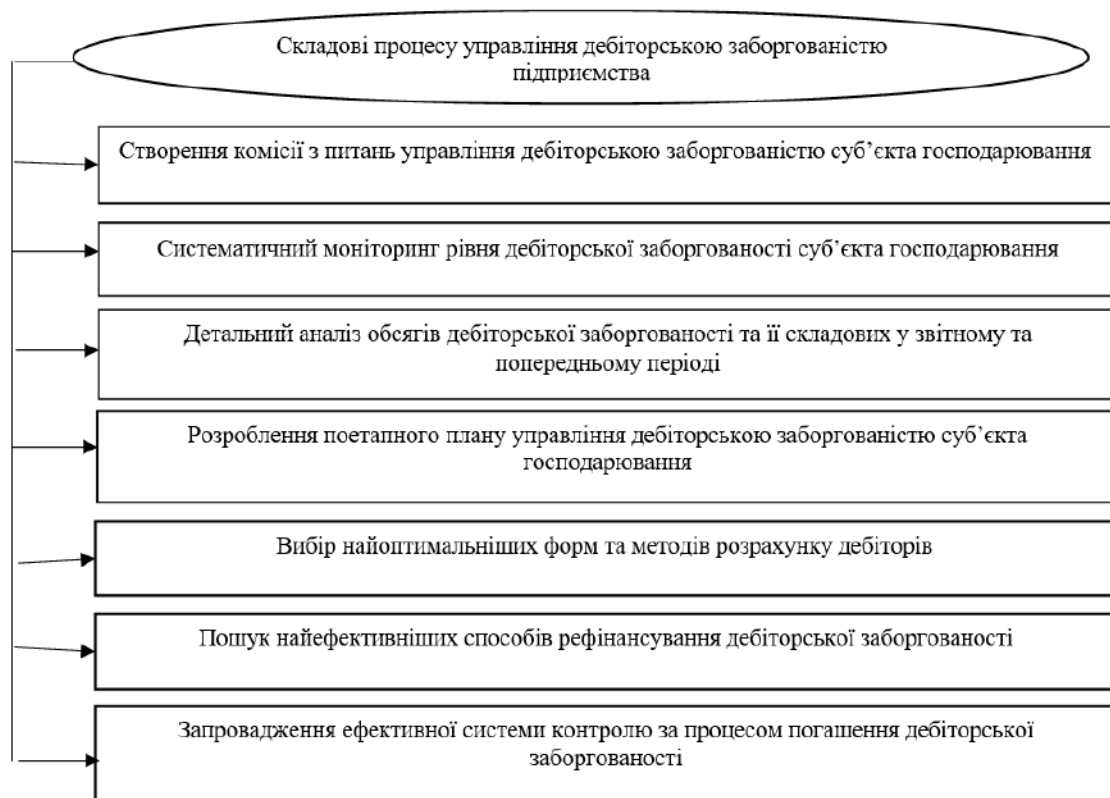 Складові процесу управління дебіторською заборгованістю
підприємства
Створення комісії з питань управління дебіторською заборгованістю суб’єкта господарювання
Систематичний моніторинг рівня дебіторської заборгованості суб’єкта господарювання
Детальний аналіз обсягів дебіторської заборгованості та її складових у звітному та
попередньому періоді
Розроблення поетапного плану управління дебіторською заборгованістю суб’єкта
господарювання
Вибір найоптимальніших форм та методів розрахунку дебіторів
Пошук найефективніших способів рефінансування дебіторської заборгованості
Запровадження ефективної системи контролю за процесом погашення дебіторської
заборгованості